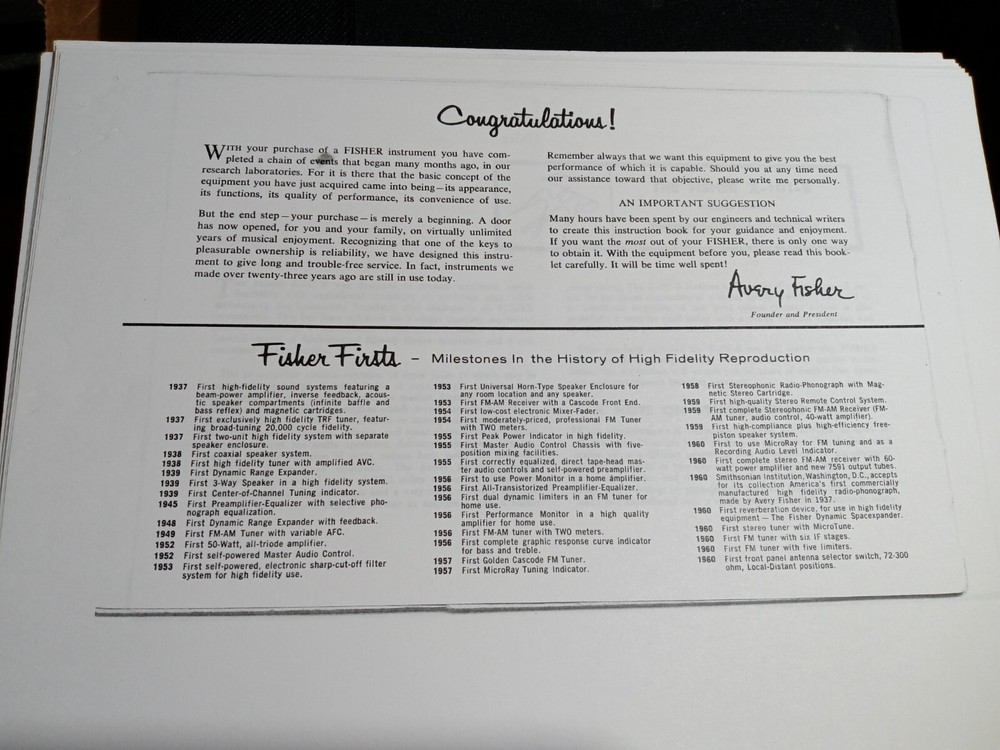 Congratulations!
WITH your purchase of a FISHER instrument you have com-
pleted a chain of events that began many months ago, in our
research laboratories. For it is there that the basic concept of the
equipment you have just acquired came into being—its appearance,
its functions, its quality of performance, its convenience of use.
But the end step—your purchase—is merely a beginning. A door
has now opened, for you and your family, on virtually unlimited
years of musical enjoyment. Recognizing that one of the keys to
pleasurable ownership is reliability, we have designed this instru-
ment to give long and trouble-free service. In fact, instruments we
made over twenty-three years ago are still in use today.
Remember always that we want this equipment to give you the best
performance of which it is capable. Should you at any time need
our assistance toward that objective, please write me personally.
AN IMPORTANT SUGGESTION
Many hours have been spent by our engineers and technical writers
to create this instruction book for your guidance and enjoyment.
If you want the most out of your FISHER, there is only one way
to obtain it. With the equipment before you, please read this book-
let carefully. It will be time well spent!
Avery Fisher
Founder and President
Fisher Firsts – Milestones In the History of High Fidelity Reproduction
1937 First high-fidelity sound systems featuring a
beam-power amplifier, inverse feedback, acous-
tic speaker compartments (infinite baffle and
bass reflex) and magnetic cartridges.
1937 First exclusively high fidelity TRF tuner, featur-
ing broad-tuning 20,000 cycle fidelity.
1937 First two-unit high fidelity system with separate
speaker enclosure.
1938 First coaxial speaker system.
1938 First high fidelity tuner with amplified AVC.
1939 First Dynamic Range Expander.
1939 First 3-Way Speaker in a high fidelity system.
1939 First Center-of-Channel Tuning indicator.
1945 First Preamplifier-Equalizer with selective pho-
nograph equalization.
1948 First Dynamic Range Expander with feedback.
1949 First FM-AM Tuner with variable AFC.
1952 First 50-Watt, all-triode amplifier.
1952 First self-powered Master Audio Control.
1953 First self-powered, electronic sharp-cut-off filter
system for high fidelity use.
1953 First Universal Horn-Type Speaker Enclosure for
any room location and any speaker.
1953 First FM-AM Receiver with a Cascode Front End.
1954 First low-cost electronic Mixer-Fader.
1954 First moderately-priced, professional FM Tuner
with TWO meters.
1955 First Peak Power Indicator in high fidelity.
1955 First Master Audio Control Chassis with five-
position mixing facilities.
1955 First correctly equalized, direct tape-head mas-
ter audio controls and self-powered preamplifier.
1956 First to use Power Monitor in a home amplifier.
1956 First All-Transistorized Preamplifier-Equalizer.
1956 First dual dynamic limiters in an FM tuner for
home use.
1956 First Performance Monitor in a high quality
amplifier for home use.
1956 First FM-AM tuner with TWO meters.
1956 First complete graphic response curve indicator
for bass and treble.
1957 First Golden Cascode FM Tuner.
1957 First MicroRay Tuning Indicator.
1958 First Stereophonic Radio-Phonograph with Mag-
netic Stereo Cartridge.
1959 First high-quality Stereo Remote Control System.
1959 First complete Stereophonic FM-AM Receiver (FM-
AM tuner, audio control, 40-watt amplifier).
1959 First high-compliance plus high-efficiency free-
piston speaker system.
1960 First to use MicroRay for FM tuning and as a
Recording Audio Level Indicator.
1960 First complete stereo FM-AM receiver with 60-
watt power amplifier and new 7591 output tubes.
1960 Smithsonian Institution, Washington, D.C., accepts
for its collection America's first commercially
manufactured high fidelity radio-phonograph,
made by Avery Fisher in 1937.
1960 First reverberation device, for use in high fidelity
equipment — The Fisher Dynamic Spacexpander.
1960 First stereo tuner with MicroTune.
1960 First FM tuner with six IF stages.
1960 First FM tuner with five limiters.
1960 First front panel antenna selector switch, 72-300
ohm, Local-Distant positions.